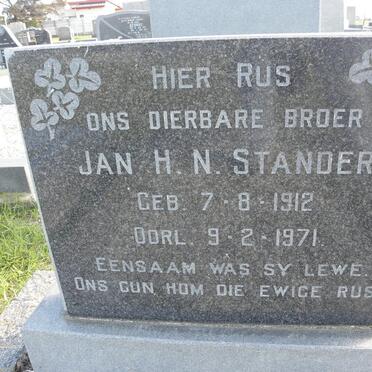 HIER RUS
ONS DIERBARE BROER
JAN H. N. STANDER
GEB. 7-8-1912
OORL. 9-2-1971.
EENSAAM WAS SY LEWE.
ONS GUN HOM DIE EWIGE RUS